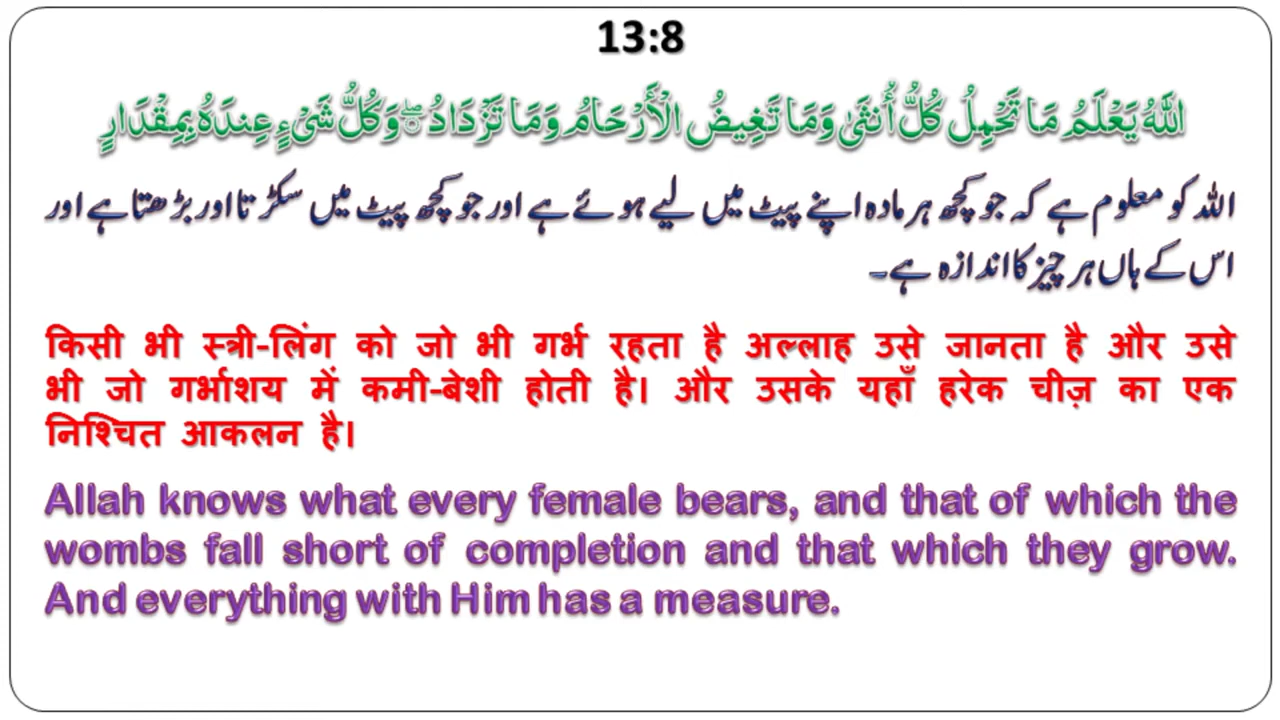 13:8
اللَّهُ يَعْلَمُ مَا تَحْمِلُ كُلُّ أُنثَىٰ وَمَا تَغِيضُ الْأَرْحَامُ وَمَا تَزْدَادُ ۖ وَكُلُّ شَيْءٍ عِندَهُ بِمِقْدَارٍ
اللہ کو معلوم ہے کہ جو کچھ ہر مادہ اپنے پیٹ میں لیے ہوئے ہے اور جو کچھ پیٹ میں سکڑتا اور بڑھتا ہے اور
اس کے ہاں ہر چیز کا اندازہ ہے۔
किसी भी स्त्री-लिंग को जो भी गर्भ रहता है अल्लाह उसे जानता है और उसे
भी जो गर्भाशय में कमी-बेशी होती है। और उसके यहाँ हरेक चीज़ का एक
निश्चित आकलन है।
Allah knows what every female bears, and that of which the
wombs fall short of completion and that which they grow.
And everything with Him has a measure.